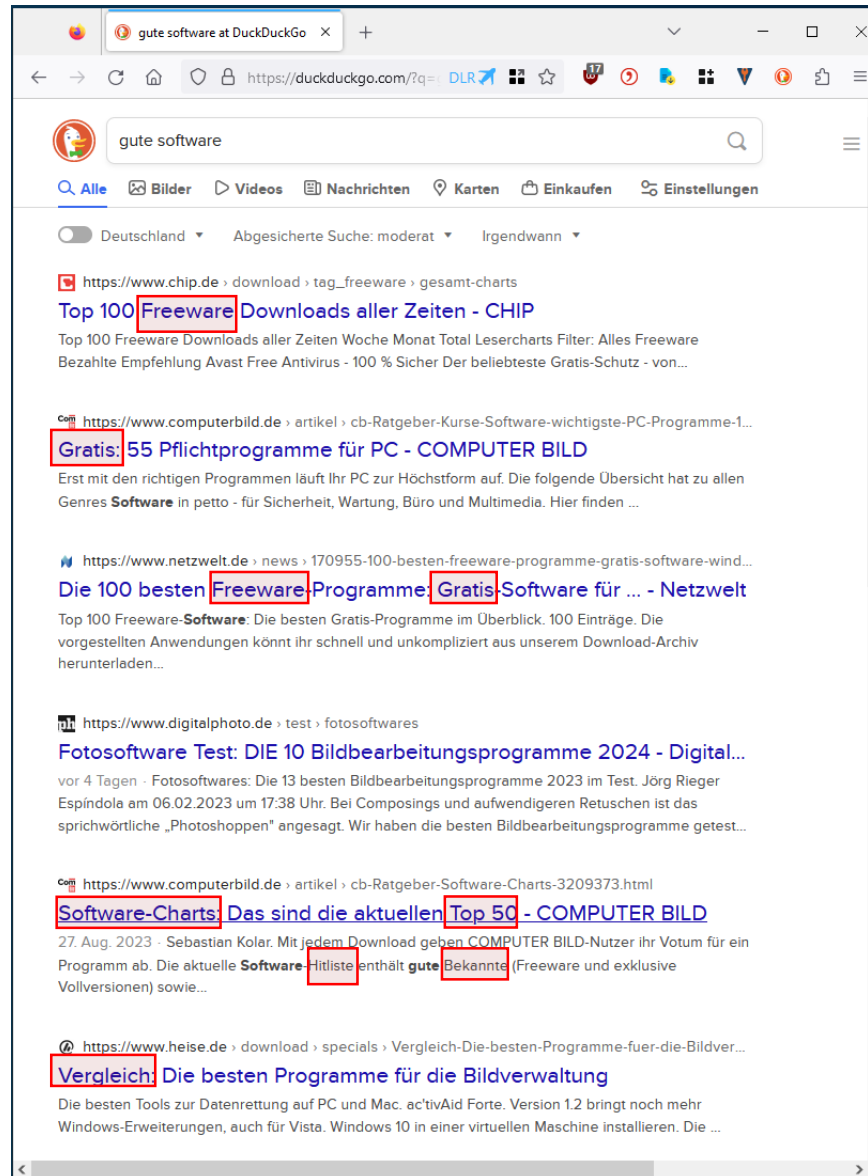 gute software at DuckDuckGo
https://duckduckgo.com/?q= DLR 17
gute software
Alle Bilder Videos Nachrichten Karten Einkaufen Einstellungen
Deutschland Abgesicherte Suche: moderat Irgendwann
https://www.chip.de › download › tag_freeware › gesamt-charts
Top 100 Freeware Downloads aller Zeiten - CHIP
Top 100 Freeware Downloads aller Zeiten Woche Monat Total Lesercharts Filter: Alles Freeware
Bezahlte Empfehlung Avast Free Antivirus - 100 % Sicher Der beliebteste Gratis-Schutz - von...
Com https://www.computerbild.de › artikel › cb-Ratgeber-Kurse-Software-wichtigste-PC-Programme-1...
Gratis: 55 Pflichtprogramme für PC - COMPUTER BILD
Erst mit den richtigen Programmen läuft Ihr PC zur Höchstform auf. Die folgende Übersicht hat zu allen
Genres Software in petto - für Sicherheit, Wartung, Büro und Multimedia. Hier finden ...
https://www.netzwelt.de › news › 170955-100-besten-freeware-programme-gratis-software-wind...
Die 100 besten Freeware-Programme: Gratis-Software für ... - Netzwelt
Top 100 Freeware-Software: Die besten Gratis-Programme im Überblick. 100 Einträge. Die
vorgestellten Anwendungen könnt ihr schnell und unkompliziert aus unserem Download-Archiv
herunterladen...
ph https://www.digitalphoto.de › test › fotosoftwares
Fotosoftware Test: DIE 10 Bildbearbeitungsprogramme 2024 - Digital...
vor 4 Tagen · Fotosoftwares: Die 13 besten Bildbearbeitungsprogramme 2023 im Test. Jörg Rieger
Espíndola am 06.02.2023 um 17:38 Uhr. Bei Composings und aufwendigeren Retuschen ist das
sprichwörtliche „Photoshoppen" angesagt. Wir haben die besten Bildbearbeitungsprogramme getest...
Com https://www.computerbild.de › artikel › cb-Ratgeber-Software-Charts-3209373.html
Software-Charts: Das sind die aktuellen Top 50 - COMPUTER BILD
27. Aug. 2023 · Sebastian Kolar. Mit jedem Download geben COMPUTER BILD-Nutzer ihr Votum für ein
Programm ab. Die aktuelle Software-Hitliste enthält gute Bekannte (Freeware und exklusive
Vollversionen) sowie...
https://www.heise.de › download › specials › Vergleich-Die-besten-Programme-fuer-die-Bildver...
Vergleich: Die besten Programme für die Bildverwaltung
Die besten Tools zur Datenrettung auf PC und Mac. ac'tivAid Forte. Version 1.2 bringt noch mehr
Windows-Erweiterungen, auch für Vista. Windows 10 in einer virtuellen Maschine installieren. Die ...